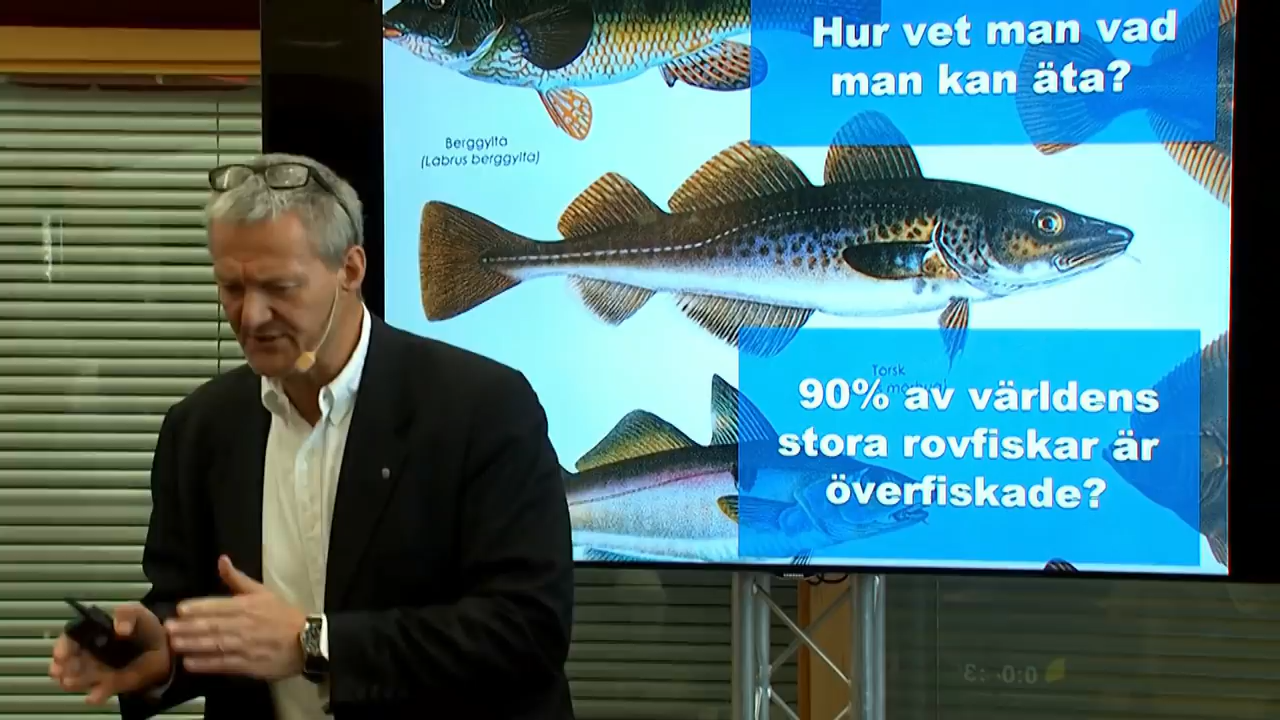 Hur vet man vad
man kan äta?
Berggylta
(Labrus berggylta)
Torsk
90% av världens
stora rovfiskar är
överfiskade?